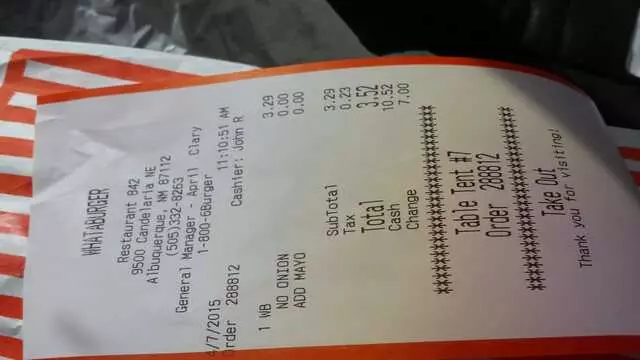 WHATABURGER
Restaurant 842
9500 Candelaria NE
Albuquerque, NM 87112
(505)332-8263
General Manager - April Clary
1-800-6Burger
4/7/2015 11:10:51 AM
Order 288812 Cashier: John R
1 WB 3.29
NO ONION 0.00
ADD MAYO 0.00
SubTotal 3.29
Tax 0.23
Total 3.52
Cash 10.52
Change 7.00
********************************
Table Tent #7
Order 288812
********************************
Take Out
Thank you for visiting!